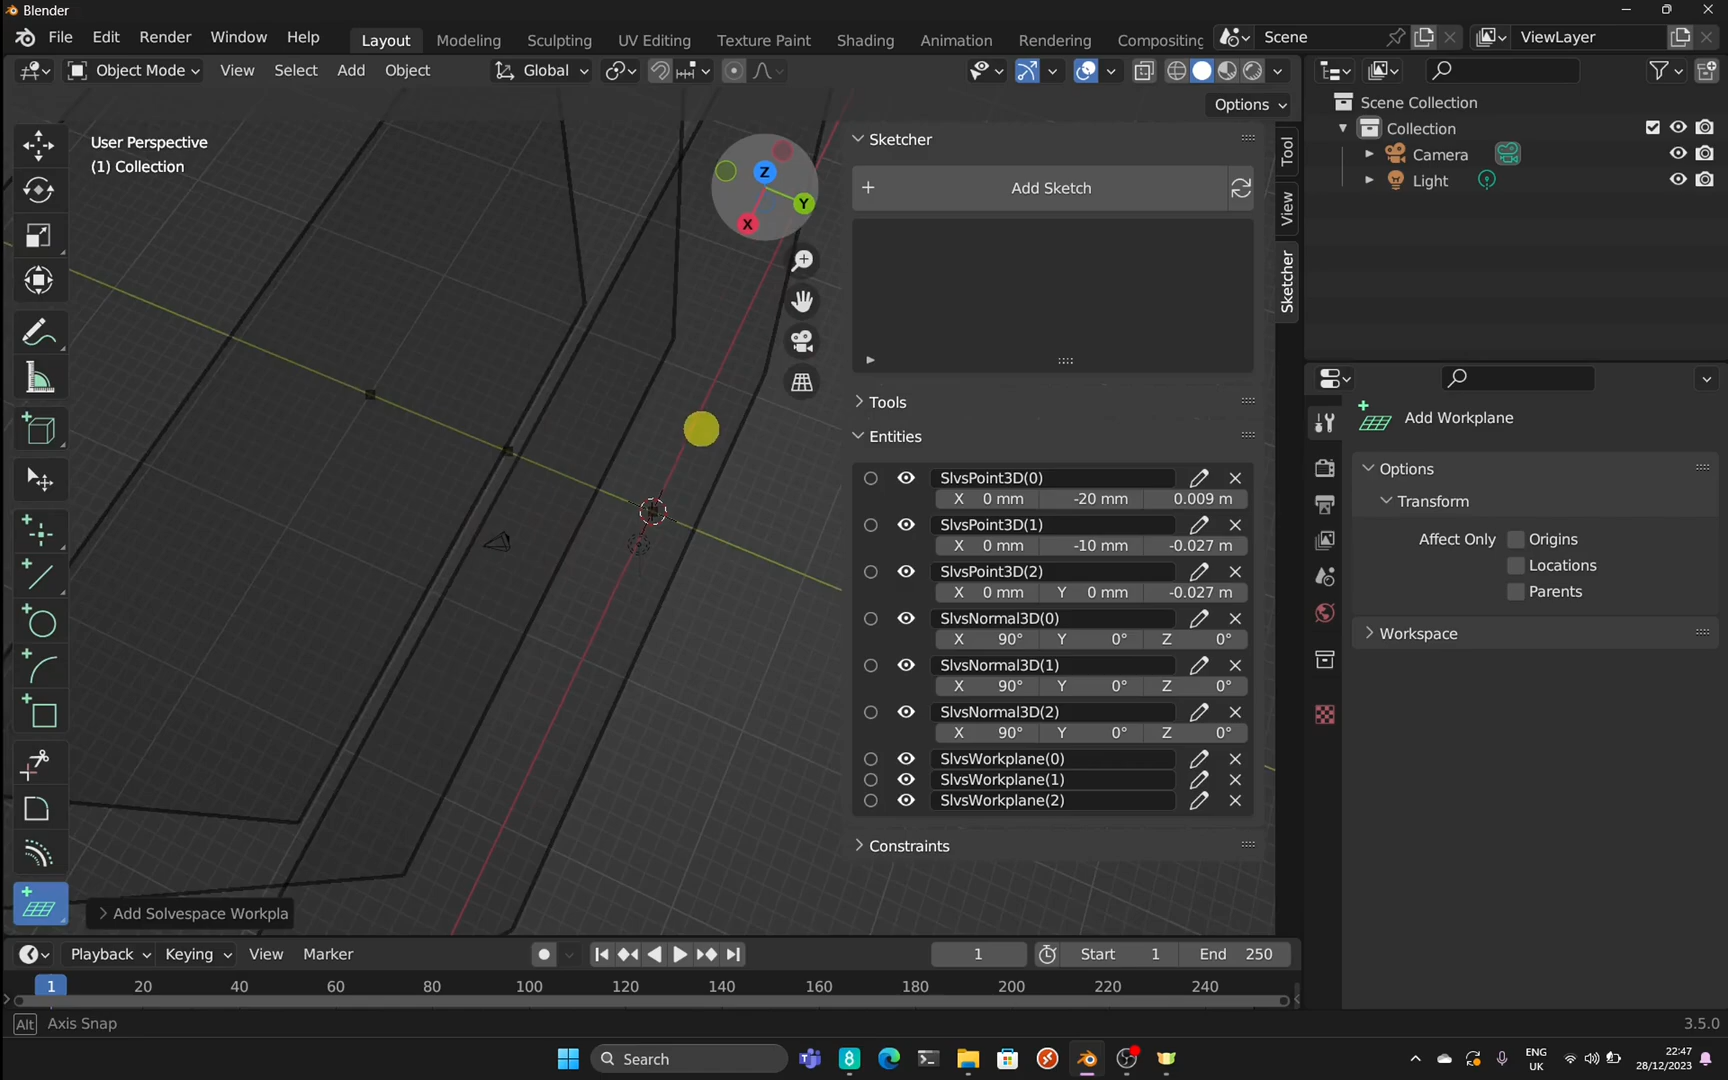 Blender
File Edit Render Window Help Layout Modeling Sculpting UV Editing Texture Paint Shading Animation Rendering Compositing Scene ViewLayer
Object Mode View Select Add Object Global
Options
User Perspective
(1) Collection
Z
Y
X
Sketcher
Add Sketch
Tools
Entities
SlvsPoint3D(0)
X 0 mm -20 mm 0.009 m
SlvsPoint3D(1)
X 0 mm -10 mm -0.027 m
SlvsPoint3D(2)
X 0 mm Y 0 mm -0.027 m
SlvsNormal3D(0)
X 90° Y 0° Z 0°
SlvsNormal3D(1)
X 90° Y 0° Z 0°
SlvsNormal3D(2)
X 90° Y 0° Z 0°
SlvsWorkplane(0)
SlvsWorkplane(1)
SlvsWorkplane(2)
Constraints
Tool
View
Sketcher
Scene Collection
Collection
Camera
Light
Add Workplane
Options
Transform
Affect Only Origins
Locations
Parents
Workspace
Add Solvespace Workpla
Playback Keying View Marker 1 Start 1 End 250
1 20 40 60 80 100 120 140 160 180 200 220 240
Alt Axis Snap 3.5.0
Search
ENG
UK
22:47
28/12/2023